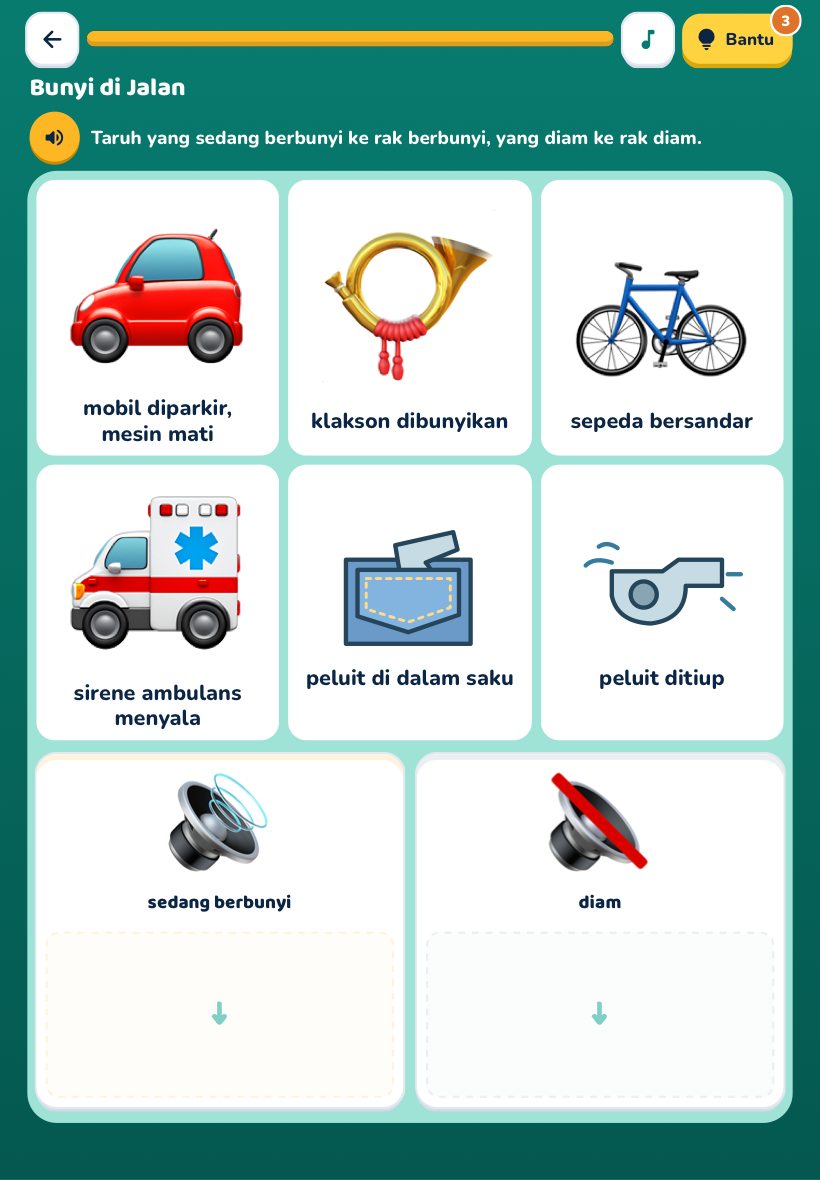 3
Bantu
Bunyi di Jalan
Taruh yang sedang berbunyi ke rak berbunyi, yang diam ke rak diam.
mobil diparkir,
mesin mati
klakson dibunyikan
sepeda bersandar
sirene ambulans
menyala
peluit di dalam saku
peluit ditiup
sedang berbunyi
diam